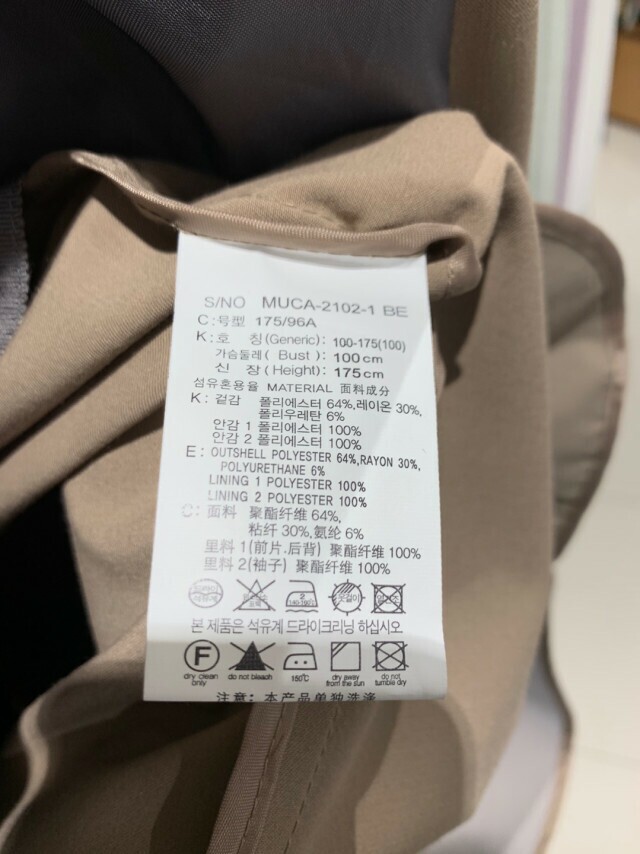 S/NO MUCA-2102-1 BE
C:号型 175/96A
K:호 칭(Generic): 100-175(100)
가슴둘레(Bust): 100cm
신 장(Height): 175cm
섬유혼용율 MATERIAL 面料成分
K: 겉감 폴리에스터 64%,레이온 30%,
폴리우레탄 6%
안감 1 폴리에스터 100%
안감 2 폴리에스터 100%
E: OUTSHELL POLYESTER 64%,RAYON 30%,
POLYURETHANE 6%
LINING 1 POLYESTER 100%
LINING 2 POLYESTER 100%
C: 面料 聚酯纤维 64%,
粘纤 30%,氨纶 6%
里料 1(前片.后背) 聚酯纤维 100%
里料 2(袖子) 聚酯纤维 100%
본 제품은 석유계 드라이크리닝 하십시오
F
dry clean only do not bleach 150℃ dry away from the sun do not tumble dry
注意: 本产品单独洗涤